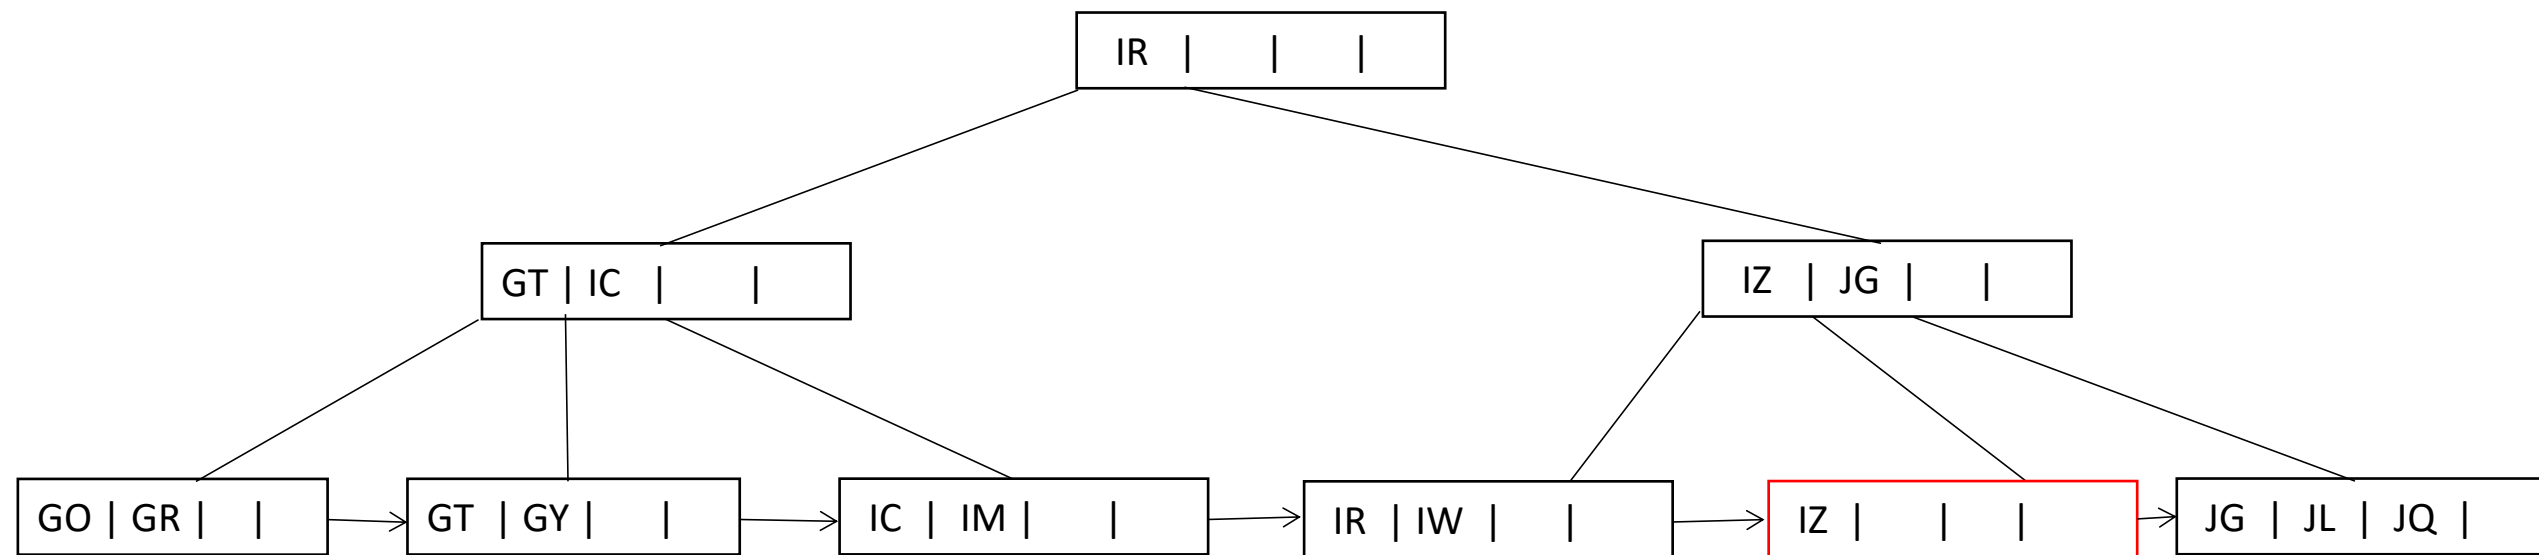 IR | | |
GT | IC | |
IZ | JG | |
GO | GR | |
GT | GY | |
IC | IM | |
IR | IW | |
IZ | | |
JG | JL | JQ |